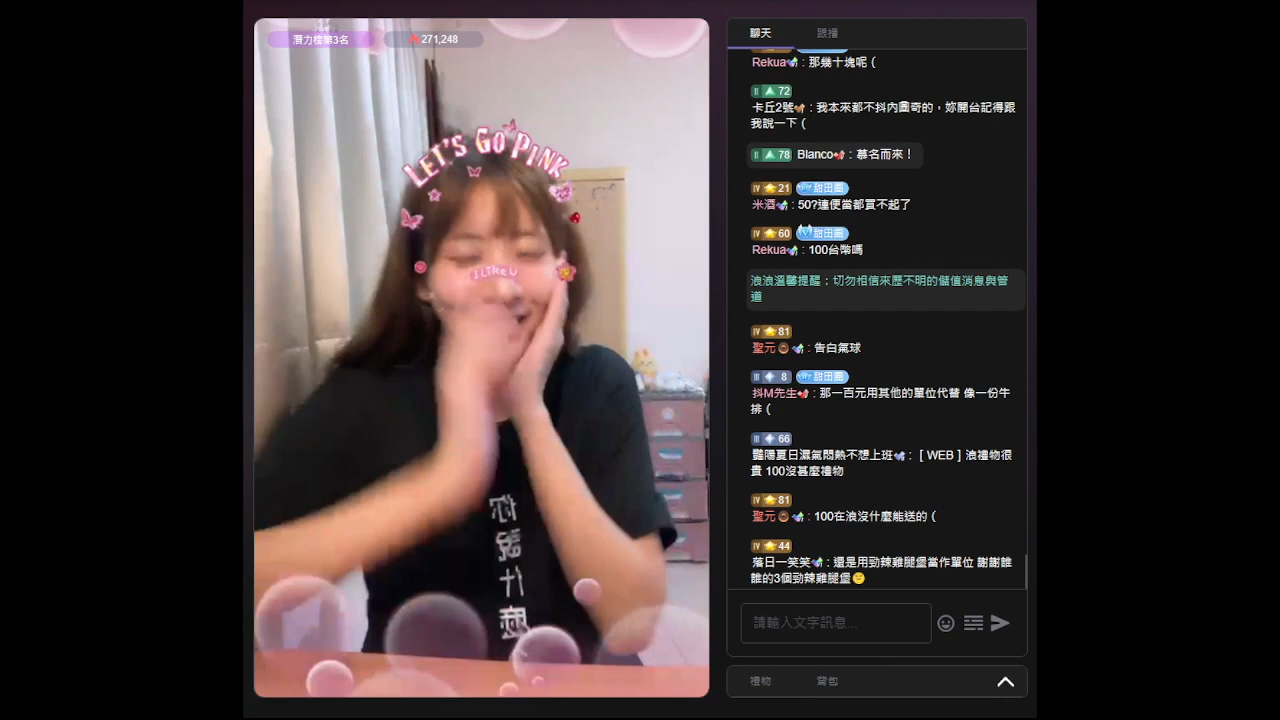 潛力榜第3名
271,248
LET'S GO PINK
I LIKE U
聊天
跟播
Rekua：那幾十塊呢（
II 72
卡丘2號：我本來都不抖內圖奇的，妳開台記得跟
我說一下（
II 78 Blanco：慕名而來！
IV 21 甜田團
米酒：50?連便當都買不起了
IV 60 甜田團
Rekua：100台幣嗎
浪浪溫馨提醒：切勿相信來歷不明的儲值消息與管
道
IV 81
聖元：告白氣球
III 8 甜田團
抖M先生：那一百元用其他的單位代替 像一份牛
排（
III 66
豔陽夏日濕氣悶熱不想上班：［WEB］浪禮物很
貴 100沒甚麼禮物
IV 81
聖元：100在浪沒什麼能送的（
IV 44
落日一笑笑：還是用勁辣雞腿堡當作單位 謝謝誰
誰的3個勁辣雞腿堡🤔
請輸入文字訊息...
禮物
背包